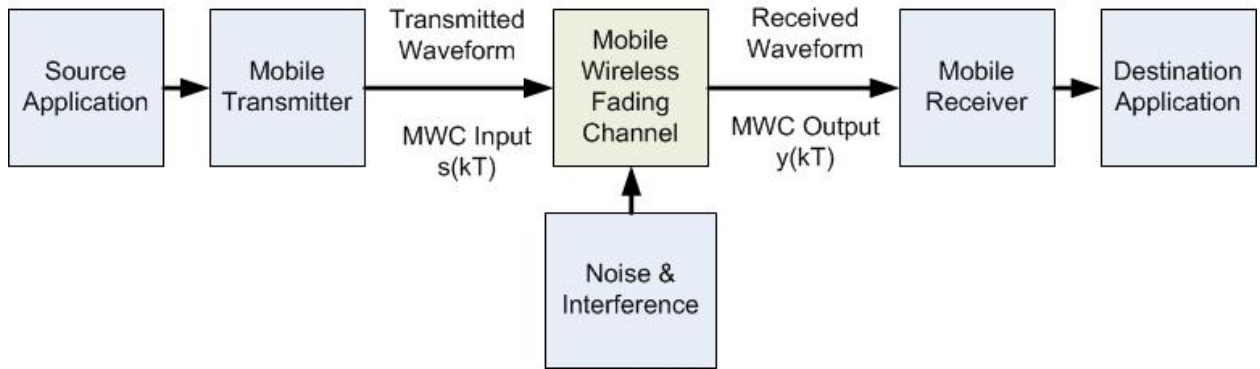 Source
Application
Mobile
Transmitter
Transmitted
Waveform
MWC Input
s(kT)
Mobile
Wireless
Fading
Channel
Received
Waveform
MWC Output
y(kT)
Mobile
Receiver
Destination
Application
Noise &
Interference